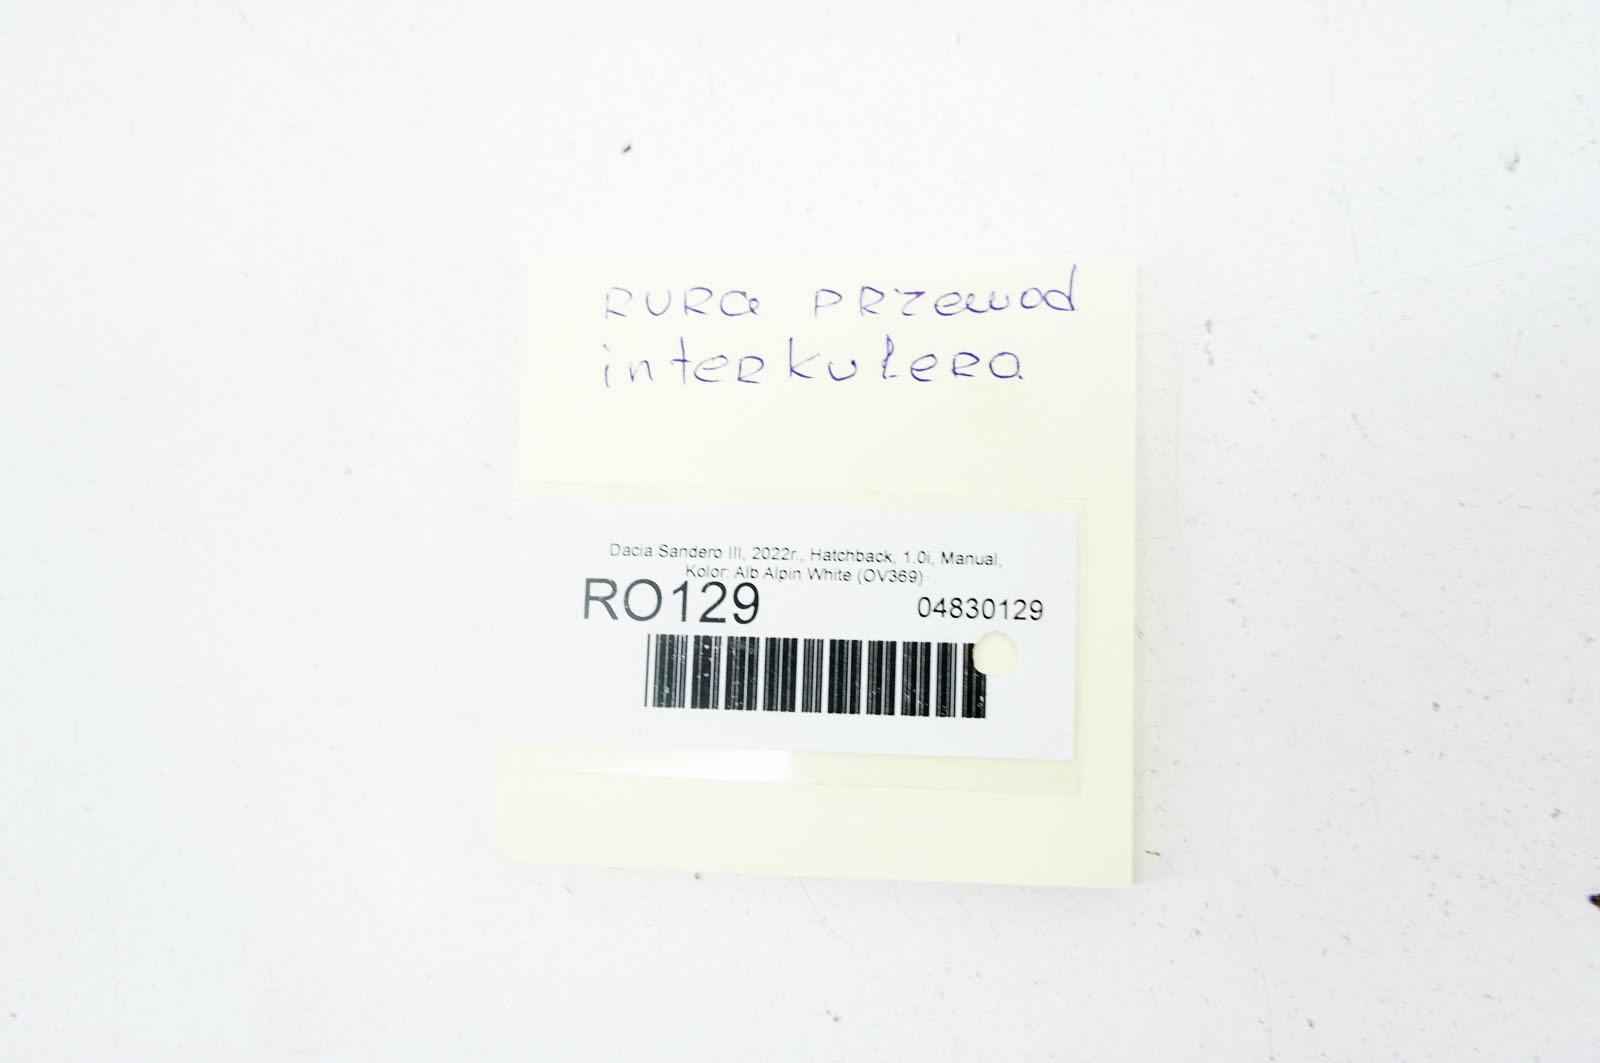 RURa PRzewod
interkulera
Dacia Sandero III, 2022r., Hatchback, 1.0i, Manual,
Kolor: Alb Alpin White (OV369)
RO129
04830129